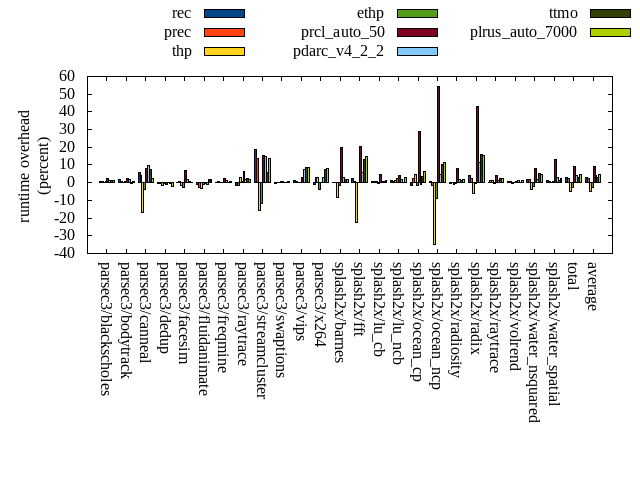 rec
prec
thp
ethp
prcl_auto_50
pdarc_v4_2_2
ttmo
plrus_auto_7000
runtime overhead
(percent)
60
50
40
30
20
10
0
-10
-20
-30
-40
parsec3/blackscholes
parsec3/bodytrack
parsec3/canneal
parsec3/dedup
parsec3/facesim
parsec3/fluidanimate
parsec3/freqmine
parsec3/raytrace
parsec3/streamcluster
parsec3/swaptions
parsec3/vips
parsec3/x264
splash2x/barnes
splash2x/fft
splash2x/lu_cb
splash2x/lu_ncb
splash2x/ocean_cp
splash2x/ocean_ncp
splash2x/radiosity
splash2x/radix
splash2x/raytrace
splash2x/volrend
splash2x/water_nsquared
splash2x/water_spatial
total
average